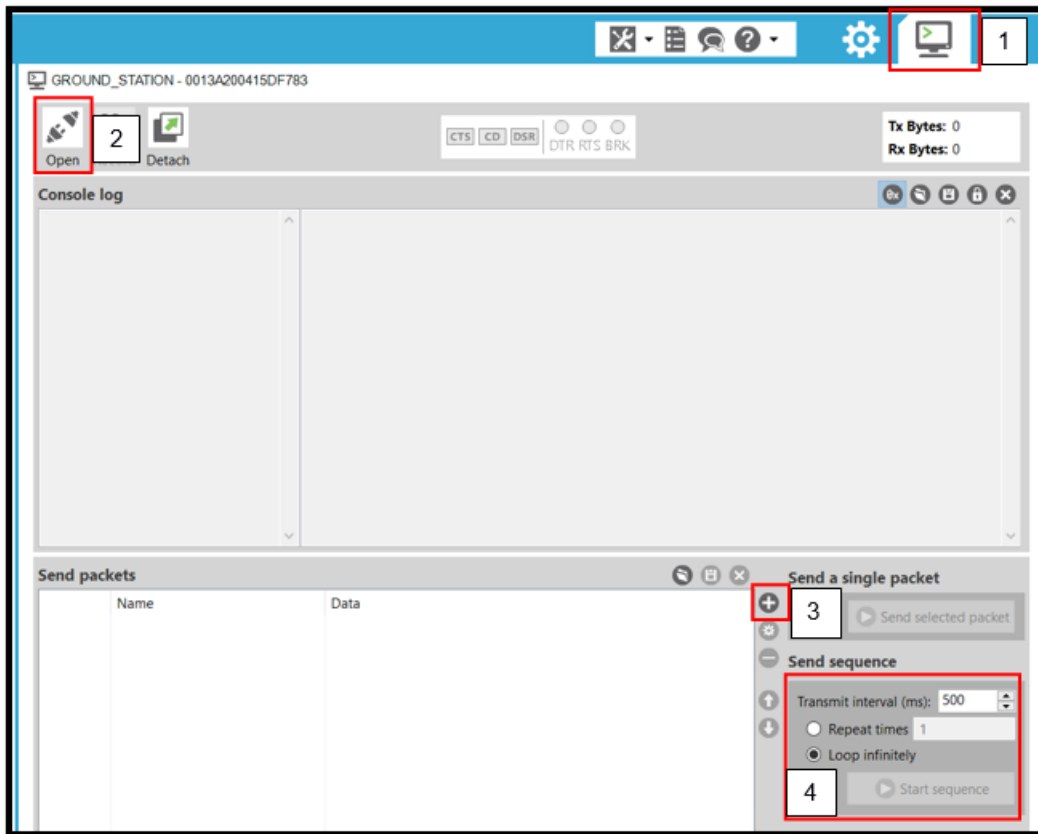 1
GROUND_STATION - 0013A200415DF783
2
Open
Detach
CTS CD DSR
DTR RTS BRK
Tx Bytes: 0
Rx Bytes: 0
Console log
Send packets
Name Data
Send a single packet
3
Send selected packet
Send sequence
Transmit interval (ms): 500
Repeat times 1
Loop infinitely
4
Start sequence